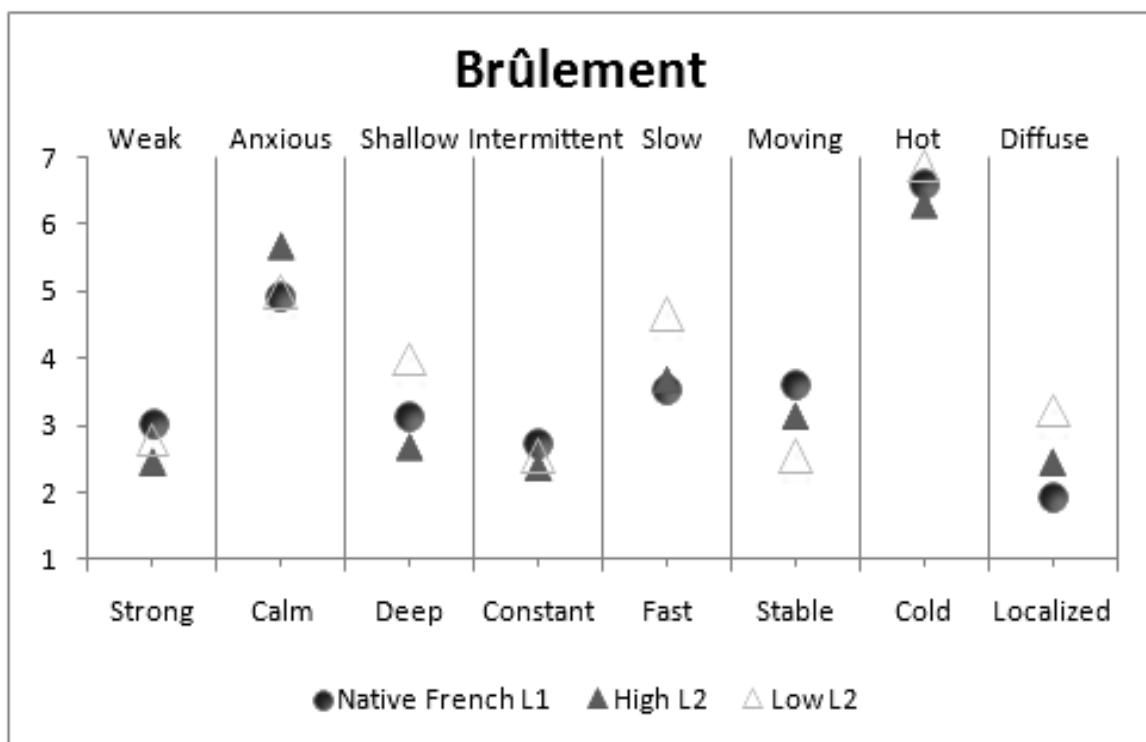 Brûlement
Weak Anxious Shallow Intermittent Slow Moving Hot Diffuse
7
6
5
4
3
2
1
Strong Calm Deep Constant Fast Stable Cold Localized
Native French L1 High L2 Low L2